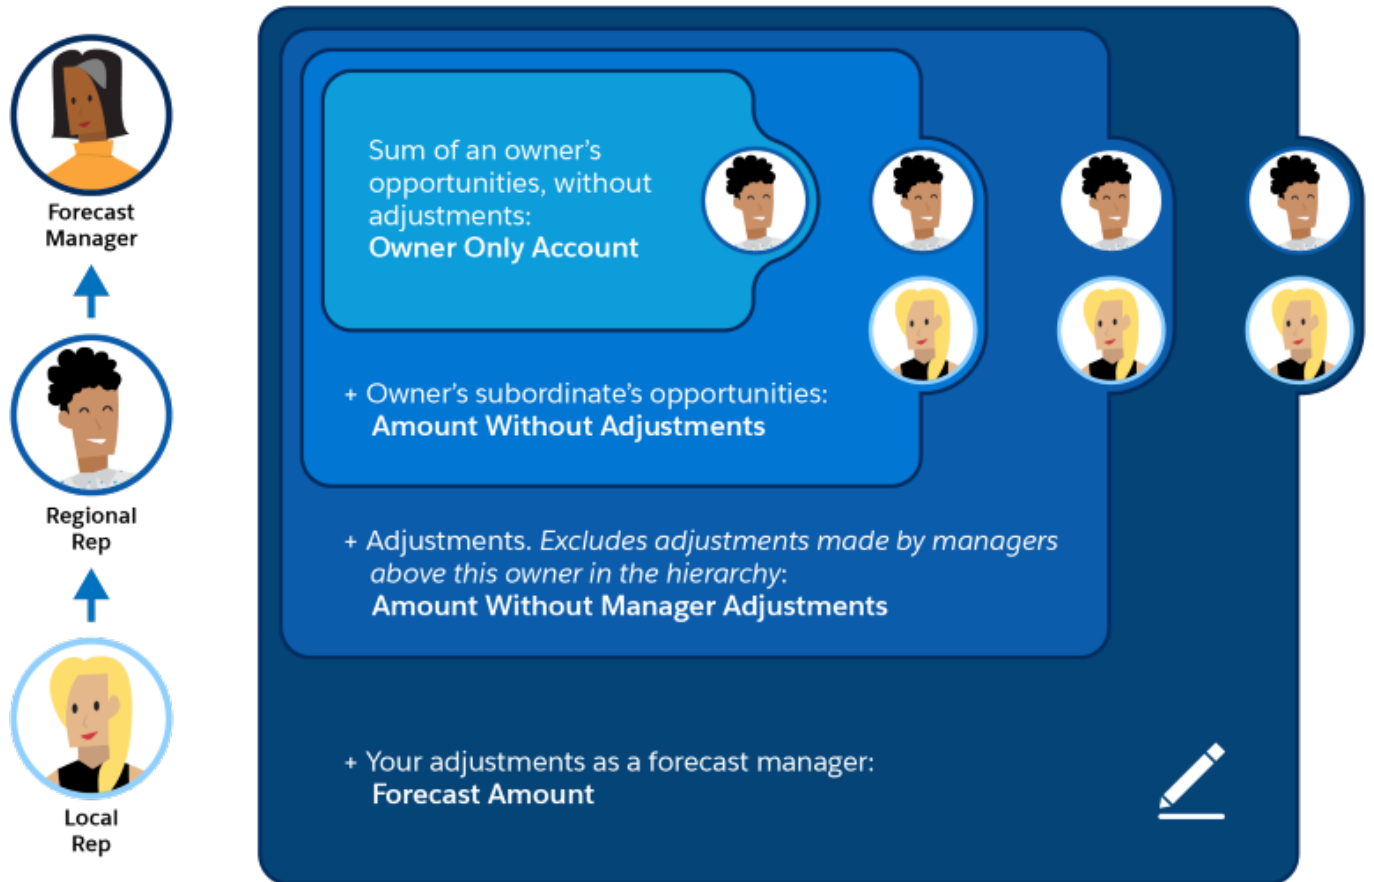 Forecast
Manager
Regional
Rep
Local
Rep
Sum of an owner's
opportunities, without
adjustments:
Owner Only Account
+ Owner's subordinate's opportunities:
Amount Without Adjustments
+ Adjustments. Excludes adjustments made by managers
above this owner in the hierarchy:
Amount Without Manager Adjustments
+ Your adjustments as a forecast manager:
Forecast Amount